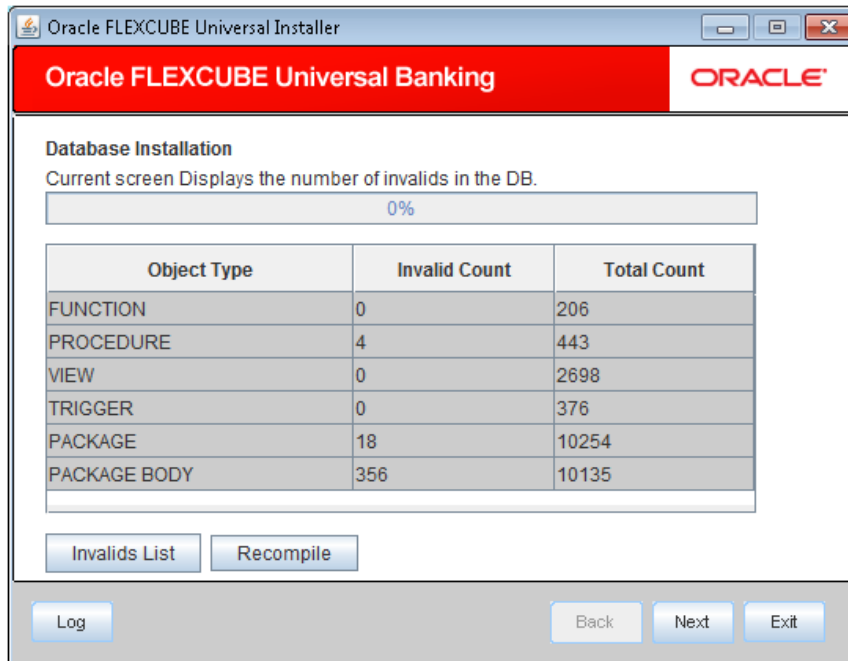 Oracle FLEXCUBE Universal Installer
Oracle FLEXCUBE Universal Banking
ORACLE
Database Installation
Current screen Displays the number of invalids in the DB.
0%
Object Type Invalid Count Total Count
FUNCTION 0 206
PROCEDURE 4 443
VIEW 0 2698
TRIGGER 0 376
PACKAGE 18 10254
PACKAGE BODY 356 10135
Invalids List Recompile
Log Back Next Exit